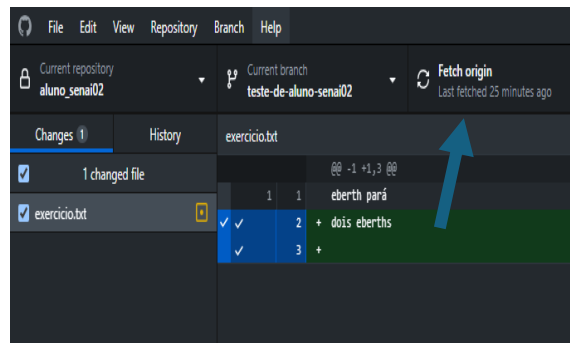 File Edit View Repository Branch Help
Current repository
aluno_senai02
Current branch
teste-de-aluno-senai02
Fetch origin
Last fetched 25 minutes ago
Changes 1 History
exercicio.txt
1 changed file
exercicio.txt
@@ -1 +1,3 @@
1 1 eberth pará
2 + dois eberths
3 +